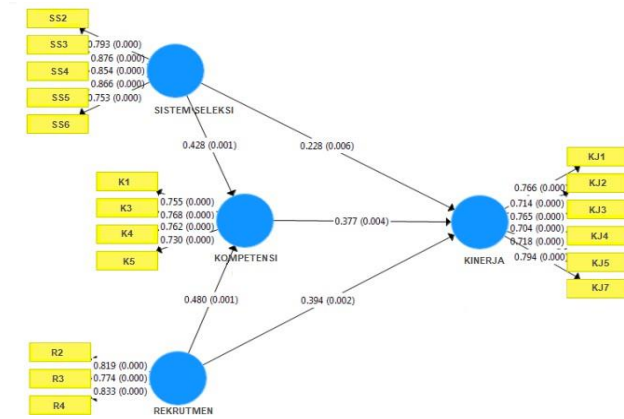 SS2
SS3
SS4
SS5
SS6
0.793 (0.000)
0.876 (0.000)
0.854 (0.000)
0.866 (0.000)
0.753 (0.000)
SISTEM SELEKSI
0.428 (0.001)
0.228 (0.006)
K1
K3
K4
K5
0.755 (0.000)
0.768 (0.000)
0.762 (0.000)
0.730 (0.000)
KOMPETENSI
0.377 (0.004)
KJ1
KJ2
KJ3
KJ4
KJ5
KJ7
0.766 (0.000)
0.714 (0.000)
0.765 (0.000)
0.704 (0.000)
0.718 (0.000)
0.794 (0.000)
KINERJA
0.480 (0.001)
0.394 (0.002)
R2
R3
R4
0.819 (0.000)
0.774 (0.000)
0.833 (0.000)
REKRUTMEN